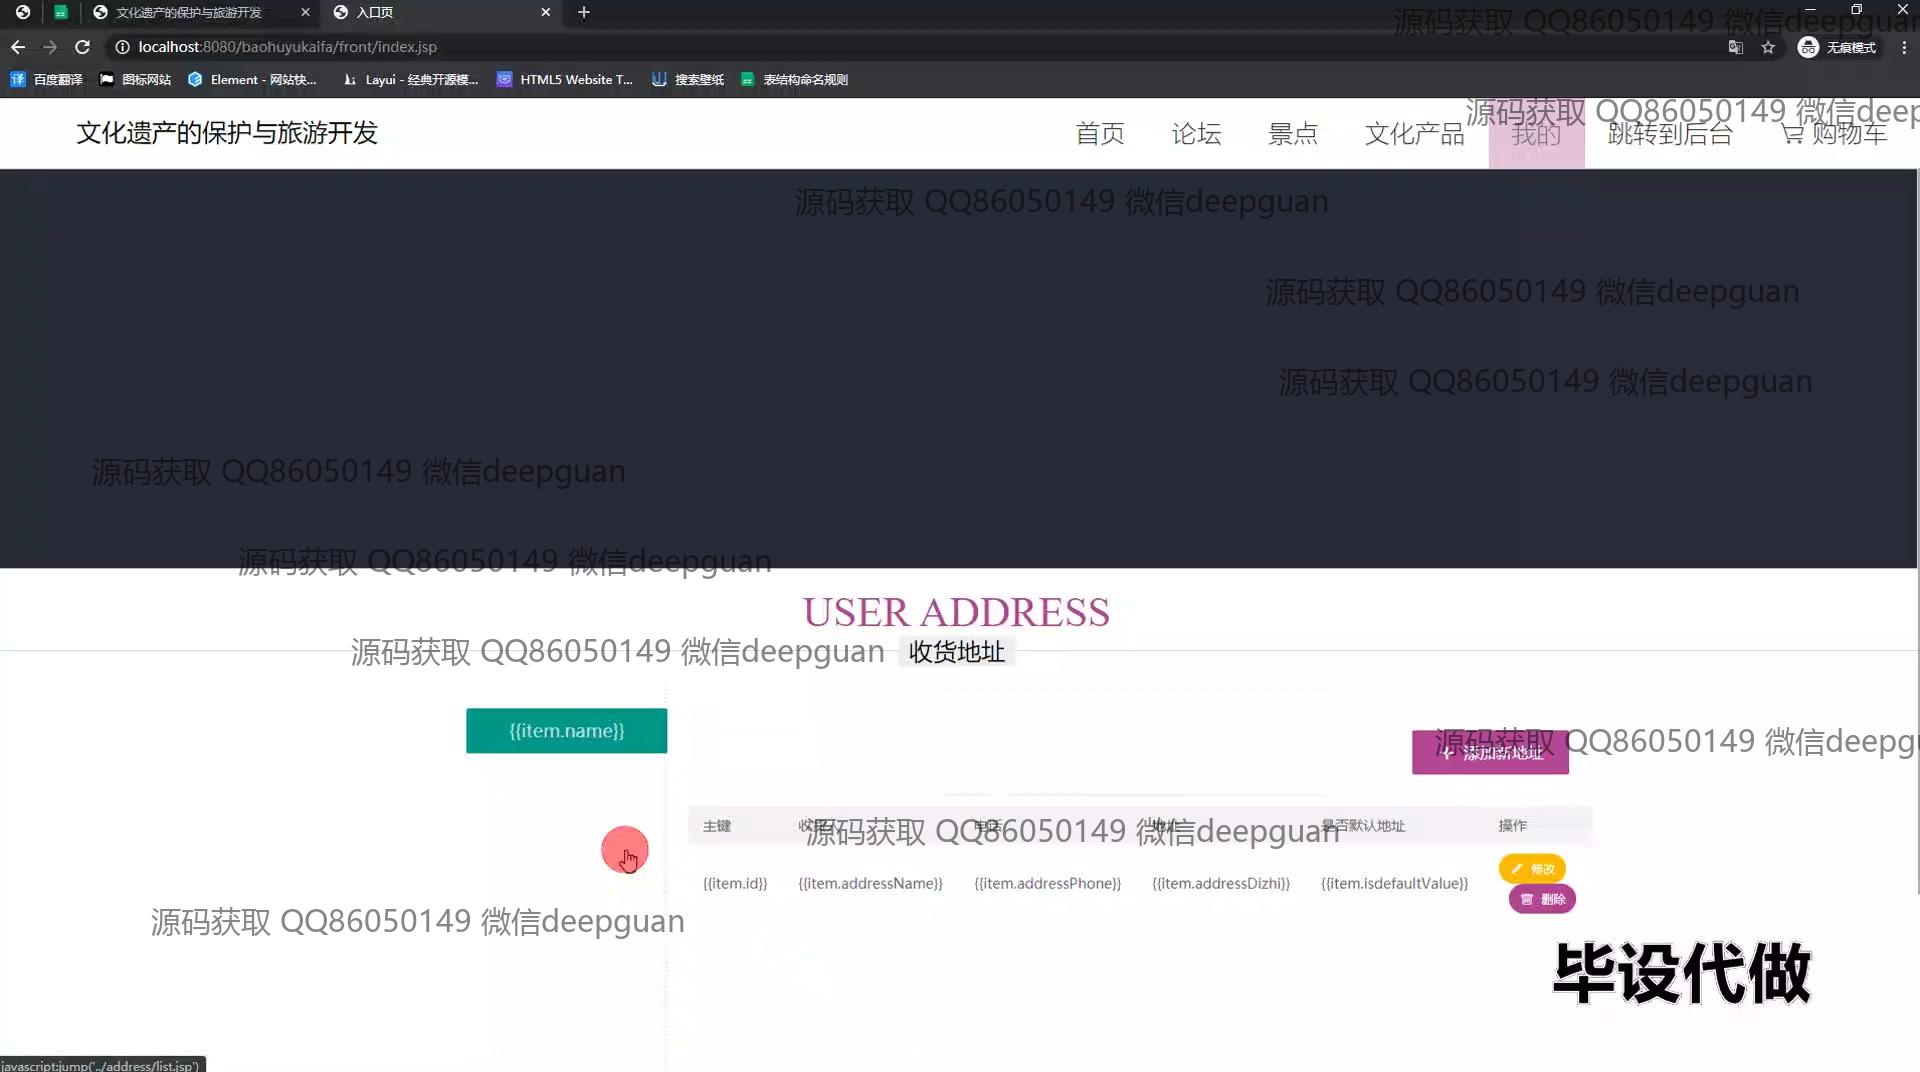 文化遗产的保护与旅游开发
入口页
localhost:8080/baohuyukaifa/front/index.jsp
无痕模式
百度翻译
图标网站
Element - 网站快...
Layui - 经典开源模...
HTML5 Website T...
搜索壁纸
表结构命名规则
源码获取 QQ86050149 微信deepguan
源码获取 QQ86050149 微信deep
文化遗产的保护与旅游开发
首页
论坛
景点
文化产品
我的
跳转到后台
购物车
源码获取 QQ86050149 微信deepguan
源码获取 QQ86050149 微信deepguan
源码获取 QQ86050149 微信deepguan
源码获取 QQ86050149 微信deepguan
源码获取 QQ86050149 微信deepguan
USER ADDRESS
源码获取 QQ86050149 微信deepguan
收货地址
{{item.name}}
源码获取 QQ86050149 微信deepg
添加新地址
主键
电话
地址
是否默认地址
操作
源码获取 QQ86050149 微信deepguan
{{item.id}}
{{item.addressName}}
{{item.addressPhone}}
{{item.addressDizhi}}
{{item.isdefaultValue}}
修改
删除
源码获取 QQ86050149 微信deepguan
毕设代做
javascript:jump('../address/list.jsp')